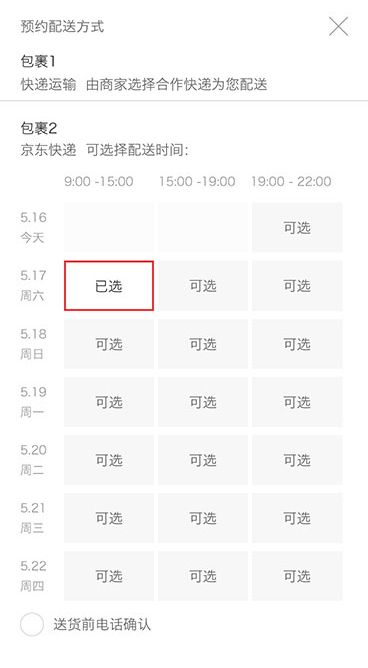 预约配送方式
包裹1
快递运输 由商家选择合作快递为您配送
包裹2
京东快递 可选择配送时间：
9:00 -15:00 15:00 -19:00 19:00 - 22:00
5.16
今天
可选
5.17
周六
已选 可选 可选
5.18
周日
可选 可选 可选
5.19
周一
可选 可选 可选
5.20
周二
可选 可选 可选
5.21
周三
可选 可选 可选
5.22
周四
可选 可选 可选
送货前电话确认